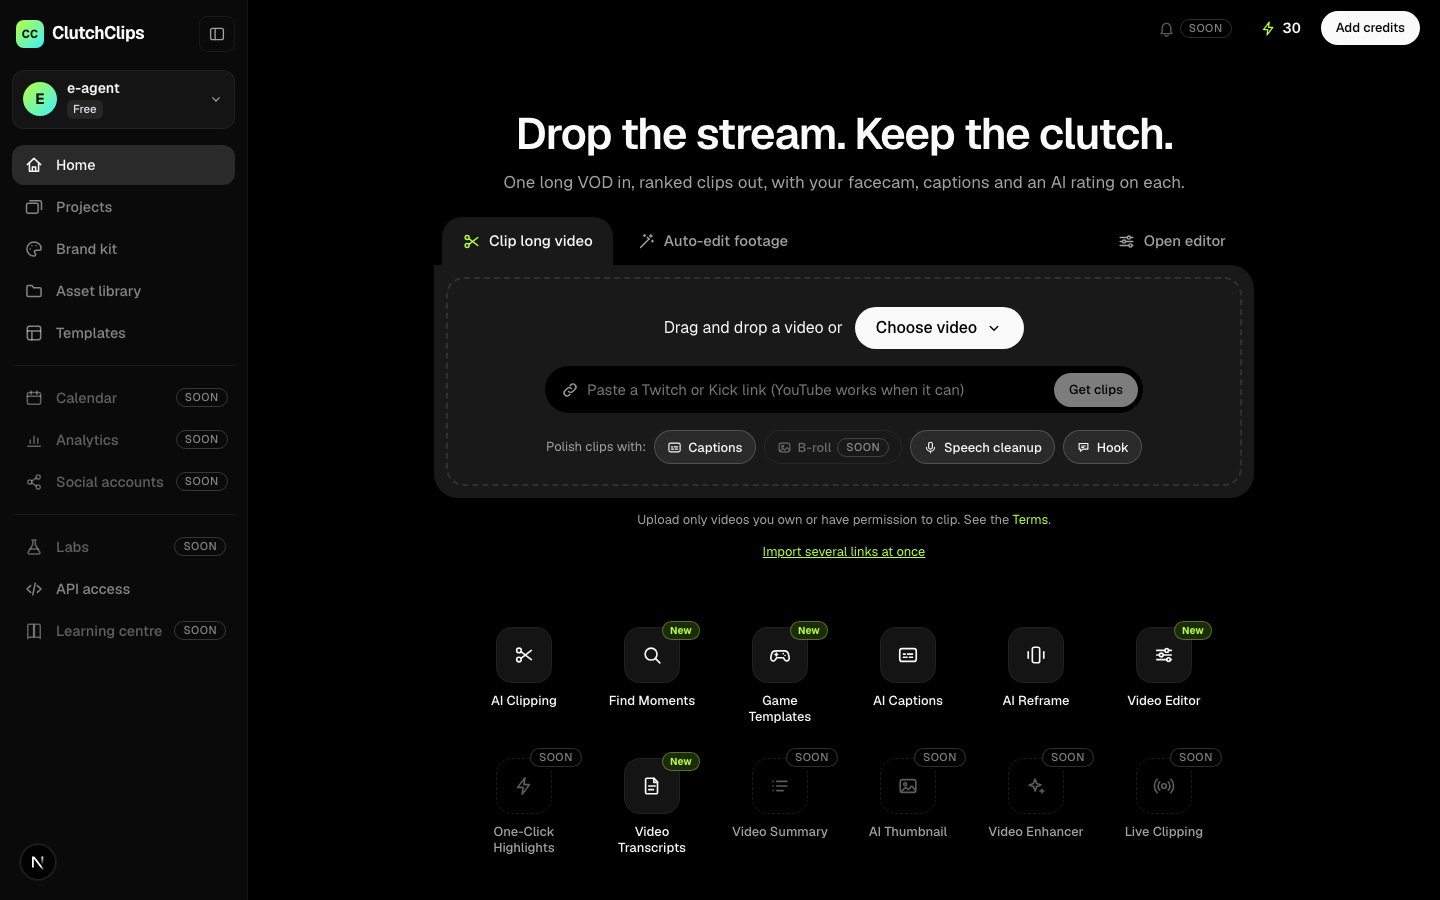 CC ClutchClips
E
e-agent
Free
Home
Projects
Brand kit
Asset library
Templates
Calendar SOON
Analytics SOON
Social accounts SOON
Labs SOON
API access
Learning centre SOON
N
SOON 30 Add credits
Drop the stream. Keep the clutch.
One long VOD in, ranked clips out, with your facecam, captions and an AI rating on each.
Clip long video Auto-edit footage Open editor
Drag and drop a video or Choose video
Paste a Twitch or Kick link (YouTube works when it can) Get clips
Polish clips with: Captions B-roll SOON Speech cleanup Hook
Upload only videos you own or have permission to clip. See the Terms.
Import several links at once
AI Clipping
New
Find Moments
New
Game
Templates
AI Captions
AI Reframe
New
Video Editor
SOON
One-Click
Highlights
New
Video
Transcripts
SOON
Video Summary
SOON
AI Thumbnail
SOON
Video Enhancer
SOON
Live Clipping